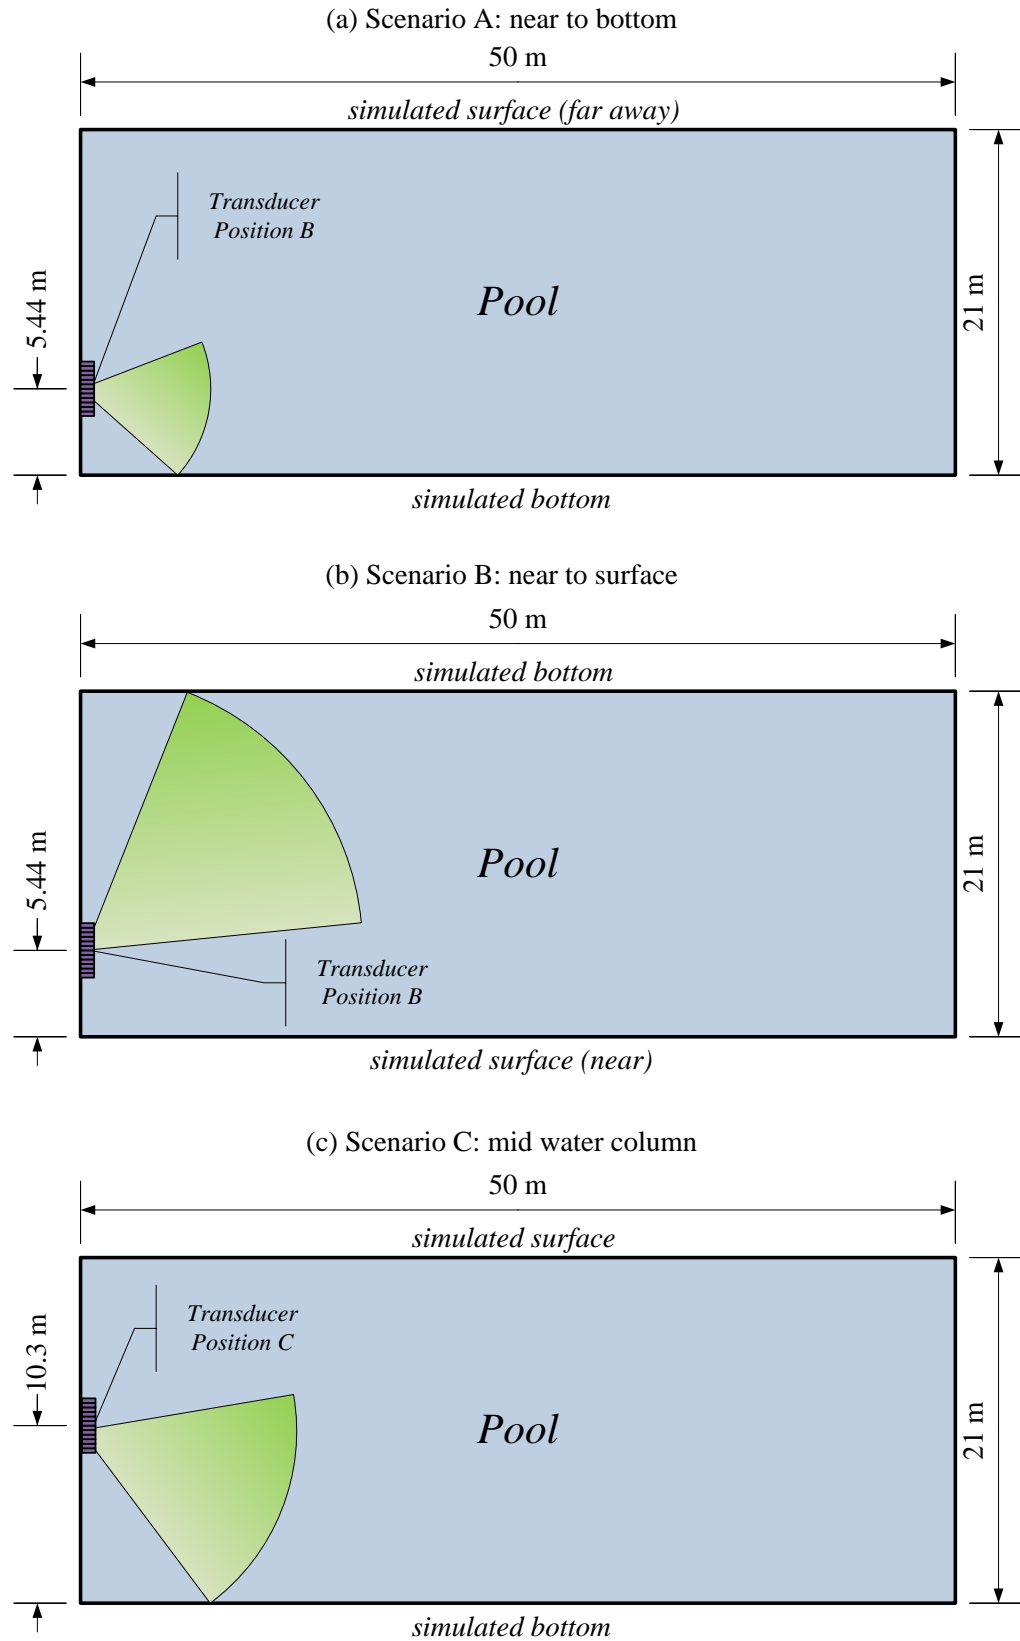 (a) Scenario A: near to bottom
50 m
simulated surface (far away)
Transducer
Position B
5.44 m
Pool
21 m
simulated bottom
(b) Scenario B: near to surface
50 m
simulated bottom
5.44 m
Pool
21 m
Transducer
Position B
simulated surface (near)
(c) Scenario C: mid water column
50 m
simulated surface
Transducer
Position C
10.3 m
Pool
21 m
simulated bottom